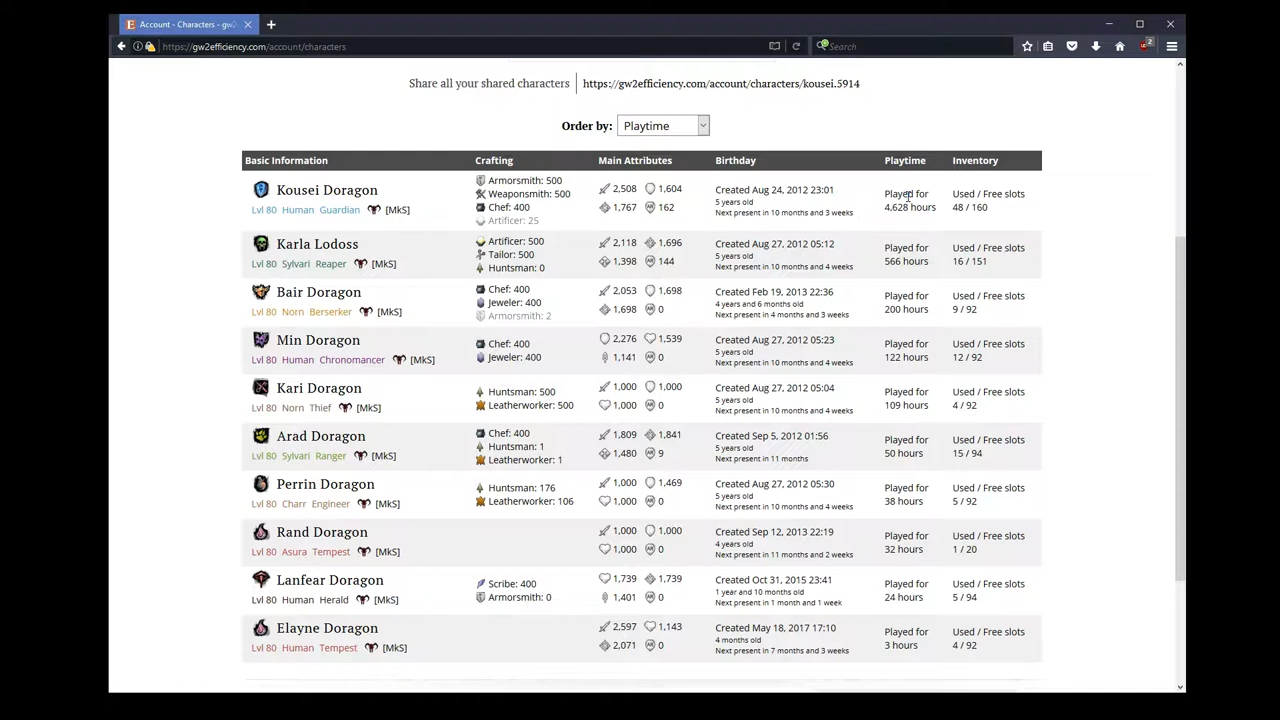 Account - Characters - gw2
https://gw2efficiency.com/account/characters
Search
2
Share all your shared characters
https://gw2efficiency.com/account/characters/kousei.5914
Order by:
Playtime
Basic Information Crafting Main Attributes Birthday Playtime Inventory
Kousei Doragon
Lvl 80 Human Guardian [MkS]
Armorsmith: 500
Weaponsmith: 500
Chef: 400
Artificer: 25
2,508 1,604
1,767 162
Created Aug 24, 2012 23:01
5 years old
Next present in 10 months and 3 weeks
Played for
4,628 hours
Used / Free slots
48 / 160
Karla Lodoss
Lvl 80 Sylvari Reaper [MkS]
Artificer: 500
Tailor: 500
Huntsman: 0
2,118 1,696
1,398 144
Created Aug 27, 2012 05:12
5 years old
Next present in 10 months and 4 weeks
Played for
566 hours
Used / Free slots
16 / 151
Bair Doragon
Lvl 80 Norn Berserker [MkS]
Chef: 400
Jeweler: 400
Armorsmith: 2
2,053 1,698
1,698 0
Created Feb 19, 2013 22:36
4 years and 6 months old
Next present in 4 months and 3 weeks
Played for
200 hours
Used / Free slots
9 / 92
Min Doragon
Lvl 80 Human Chronomancer [MkS]
Chef: 400
Jeweler: 400
2,276 1,539
1,141 0
Created Aug 27, 2012 05:23
5 years old
Next present in 10 months and 4 weeks
Played for
122 hours
Used / Free slots
12 / 92
Kari Doragon
Lvl 80 Norn Thief [MkS]
Huntsman: 500
Leatherworker: 500
1,000 1,000
1,000 0
Created Aug 27, 2012 05:04
5 years old
Next present in 10 months and 4 weeks
Played for
109 hours
Used / Free slots
4 / 92
Arad Doragon
Lvl 80 Sylvari Ranger [MkS]
Chef: 400
Huntsman: 1
Leatherworker: 1
1,809 1,841
1,480 9
Created Sep 5, 2012 01:56
5 years old
Next present in 11 months
Played for
50 hours
Used / Free slots
15 / 94
Perrin Doragon
Lvl 80 Charr Engineer [MkS]
Huntsman: 176
Leatherworker: 106
1,000 1,469
1,000 0
Created Aug 27, 2012 05:30
5 years old
Next present in 10 months and 4 weeks
Played for
38 hours
Used / Free slots
5 / 92
Rand Doragon
Lvl 80 Asura Tempest [MkS]
1,000 1,000
1,000 0
Created Sep 12, 2013 22:19
4 years old
Next present in 11 months and 2 weeks
Played for
32 hours
Used / Free slots
1 / 20
Lanfear Doragon
Lvl 80 Human Herald [MkS]
Scribe: 400
Armorsmith: 0
1,739 1,739
1,401 0
Created Oct 31, 2015 23:41
1 year and 10 months old
Next present in 1 month and 1 week
Played for
24 hours
Used / Free slots
5 / 94
Elayne Doragon
Lvl 80 Human Tempest [MkS]
2,597 1,143
2,071 0
Created May 18, 2017 17:10
4 months old
Next present in 7 months and 3 weeks
Played for
3 hours
Used / Free slots
4 / 92